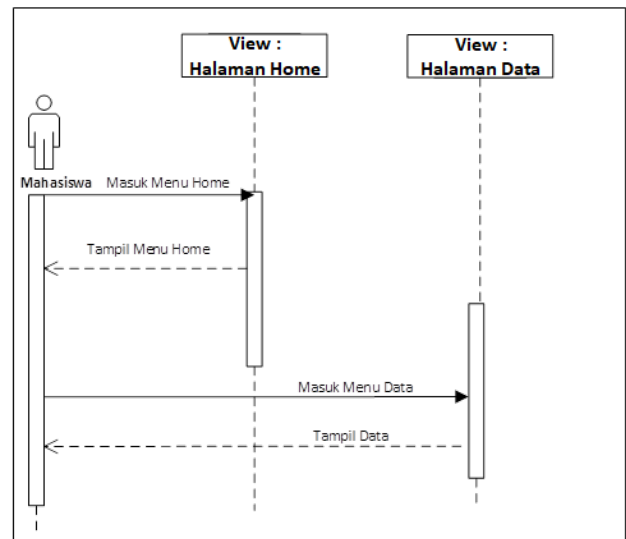 View :
Halaman Home
View :
Halaman Data
Mahasiswa
Masuk Menu Home
Tampil Menu Home
Masuk Menu Data
Tampil Data